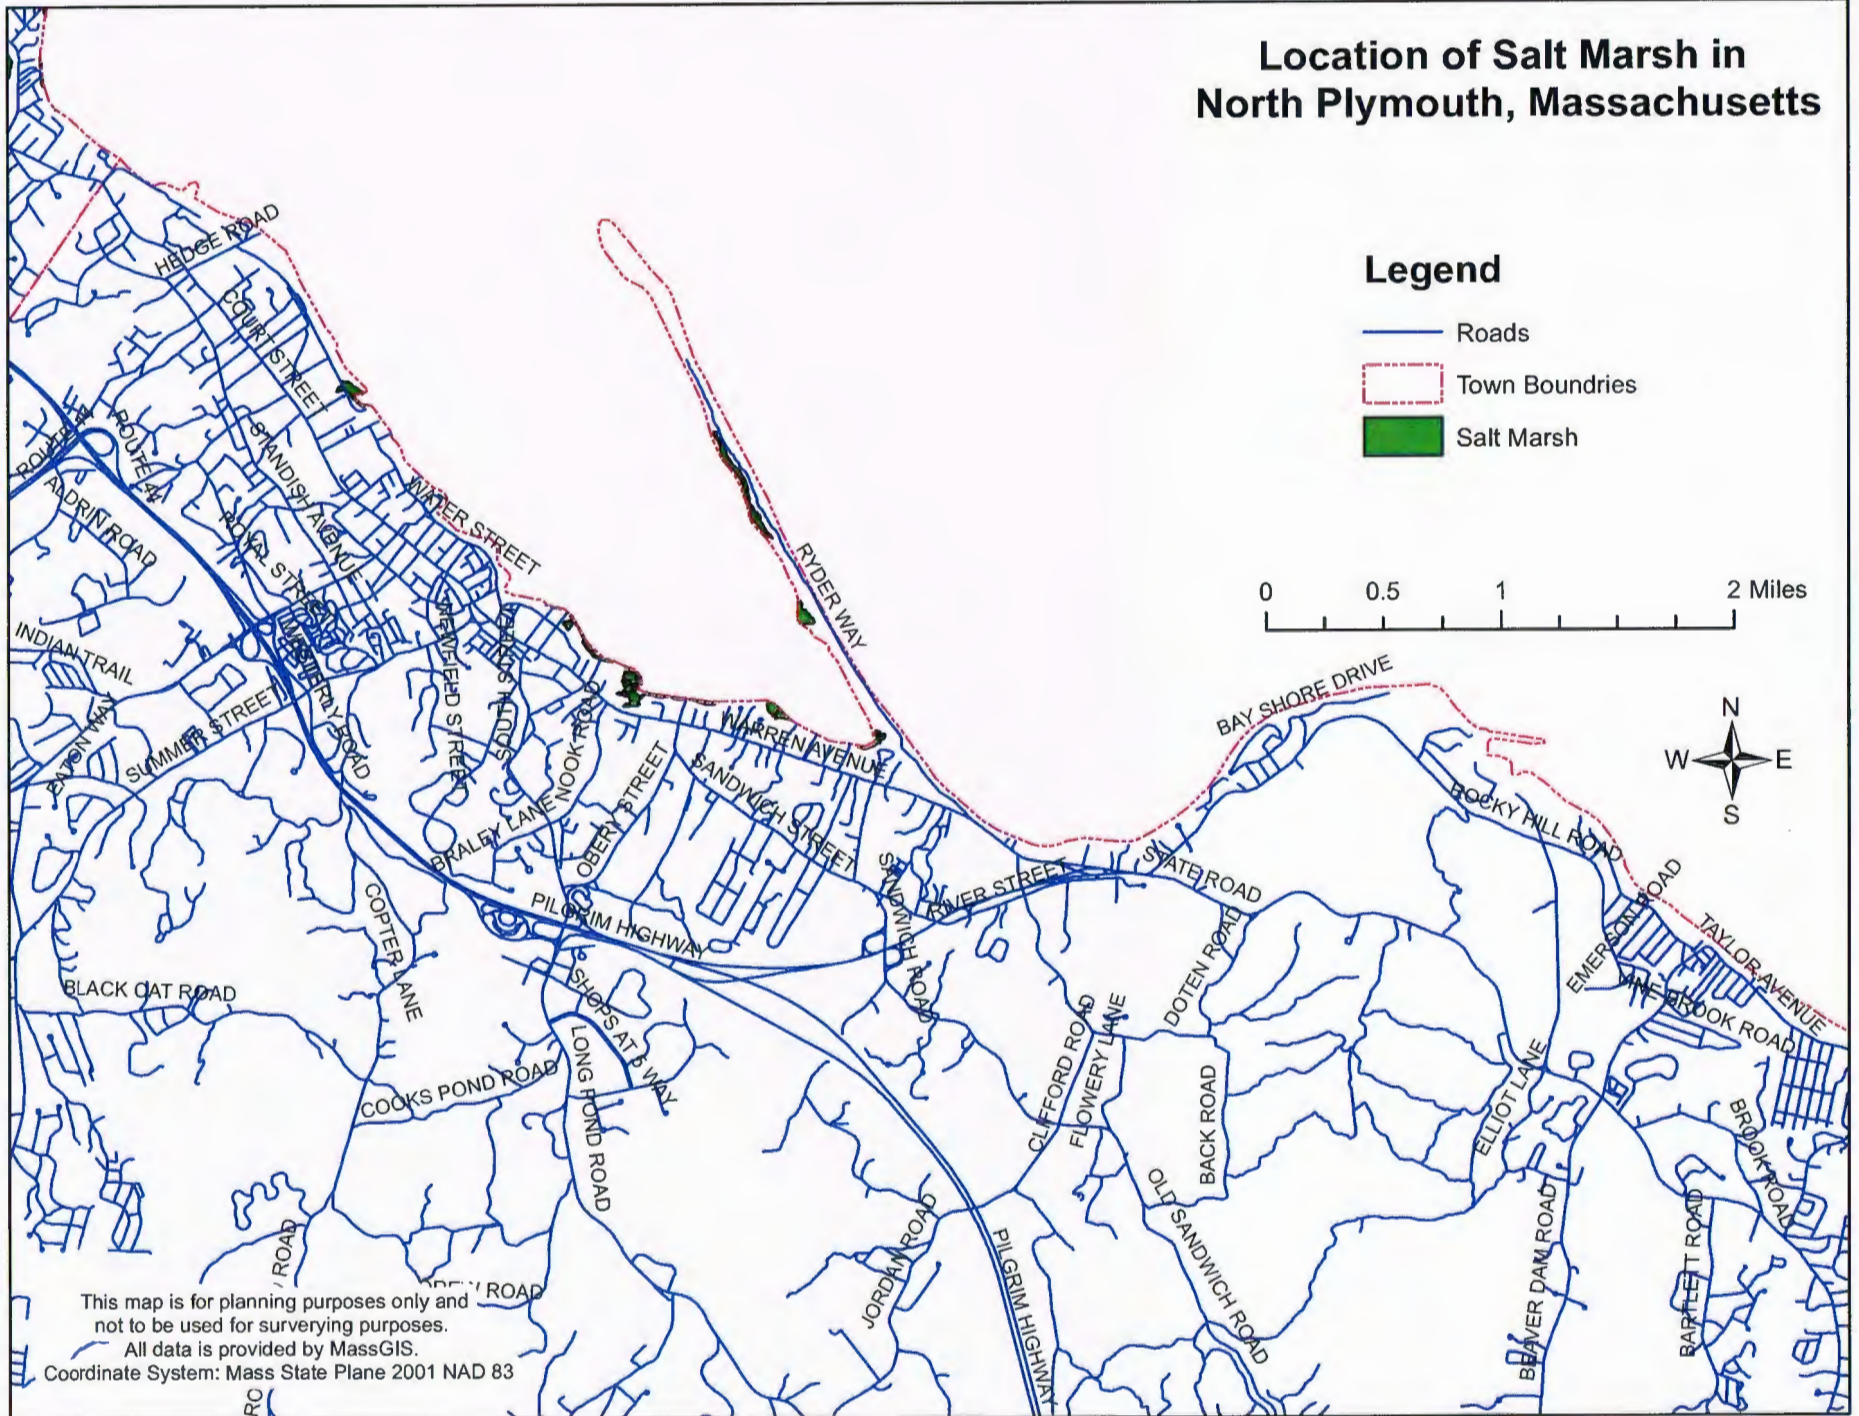 Location of Salt Marsh in
North Plymouth, Massachusetts
Legend
Roads
Town Boundries
Salt Marsh
0 0.5 1 2 Miles
N
W E
S
HEDGE ROAD
COURT STREET
ROUTE 44
STANDISH AVENUE
ALDRIN ROAD
ROYAL STREET
WATER STREET
RYDER WAY
INDIAN TRAIL
WESTERLY ROAD
NEWFIELD STREET
SUMMER STREET
EATON WAY
NOOK ROAD
WARREN AVENUE
BAY SHORE DRIVE
SANDWICH STREET
OBERY STREET
BRALEY LANE
ROCKY HILL ROAD
STATE ROAD
RIVER STREET
SANDWICH ROAD
PILGRIM HIGHWAY
COPTER LANE
EMERSON ROAD
TAYLOR AVENUE
DOTEN ROAD
BLACK CAT ROAD
SHOPS AT 5 WAY
VINE BROOK ROAD
CLIFFORD ROAD
FLOWERY LANE
LONG POND ROAD
COOKS POND ROAD
BACK ROAD
ELLIOT LANE
BROOK ROAD
OLD SANDWICH ROAD
JORDAN ROAD
PILGRIM HIGHWAY
BEAVER DAM ROAD
BARTLETT ROAD
ROAD
ROAD
RO
This map is for planning purposes only and
not to be used for surverying purposes.
All data is provided by MassGIS.
Coordinate System: Mass State Plane 2001 NAD 83